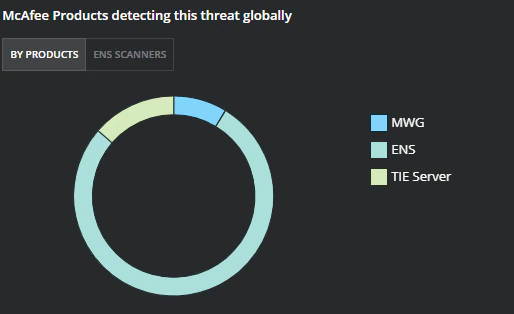 McAfee Products detecting this threat globally
BY PRODUCTS
ENS SCANNERS
MWG
ENS
TIE Server